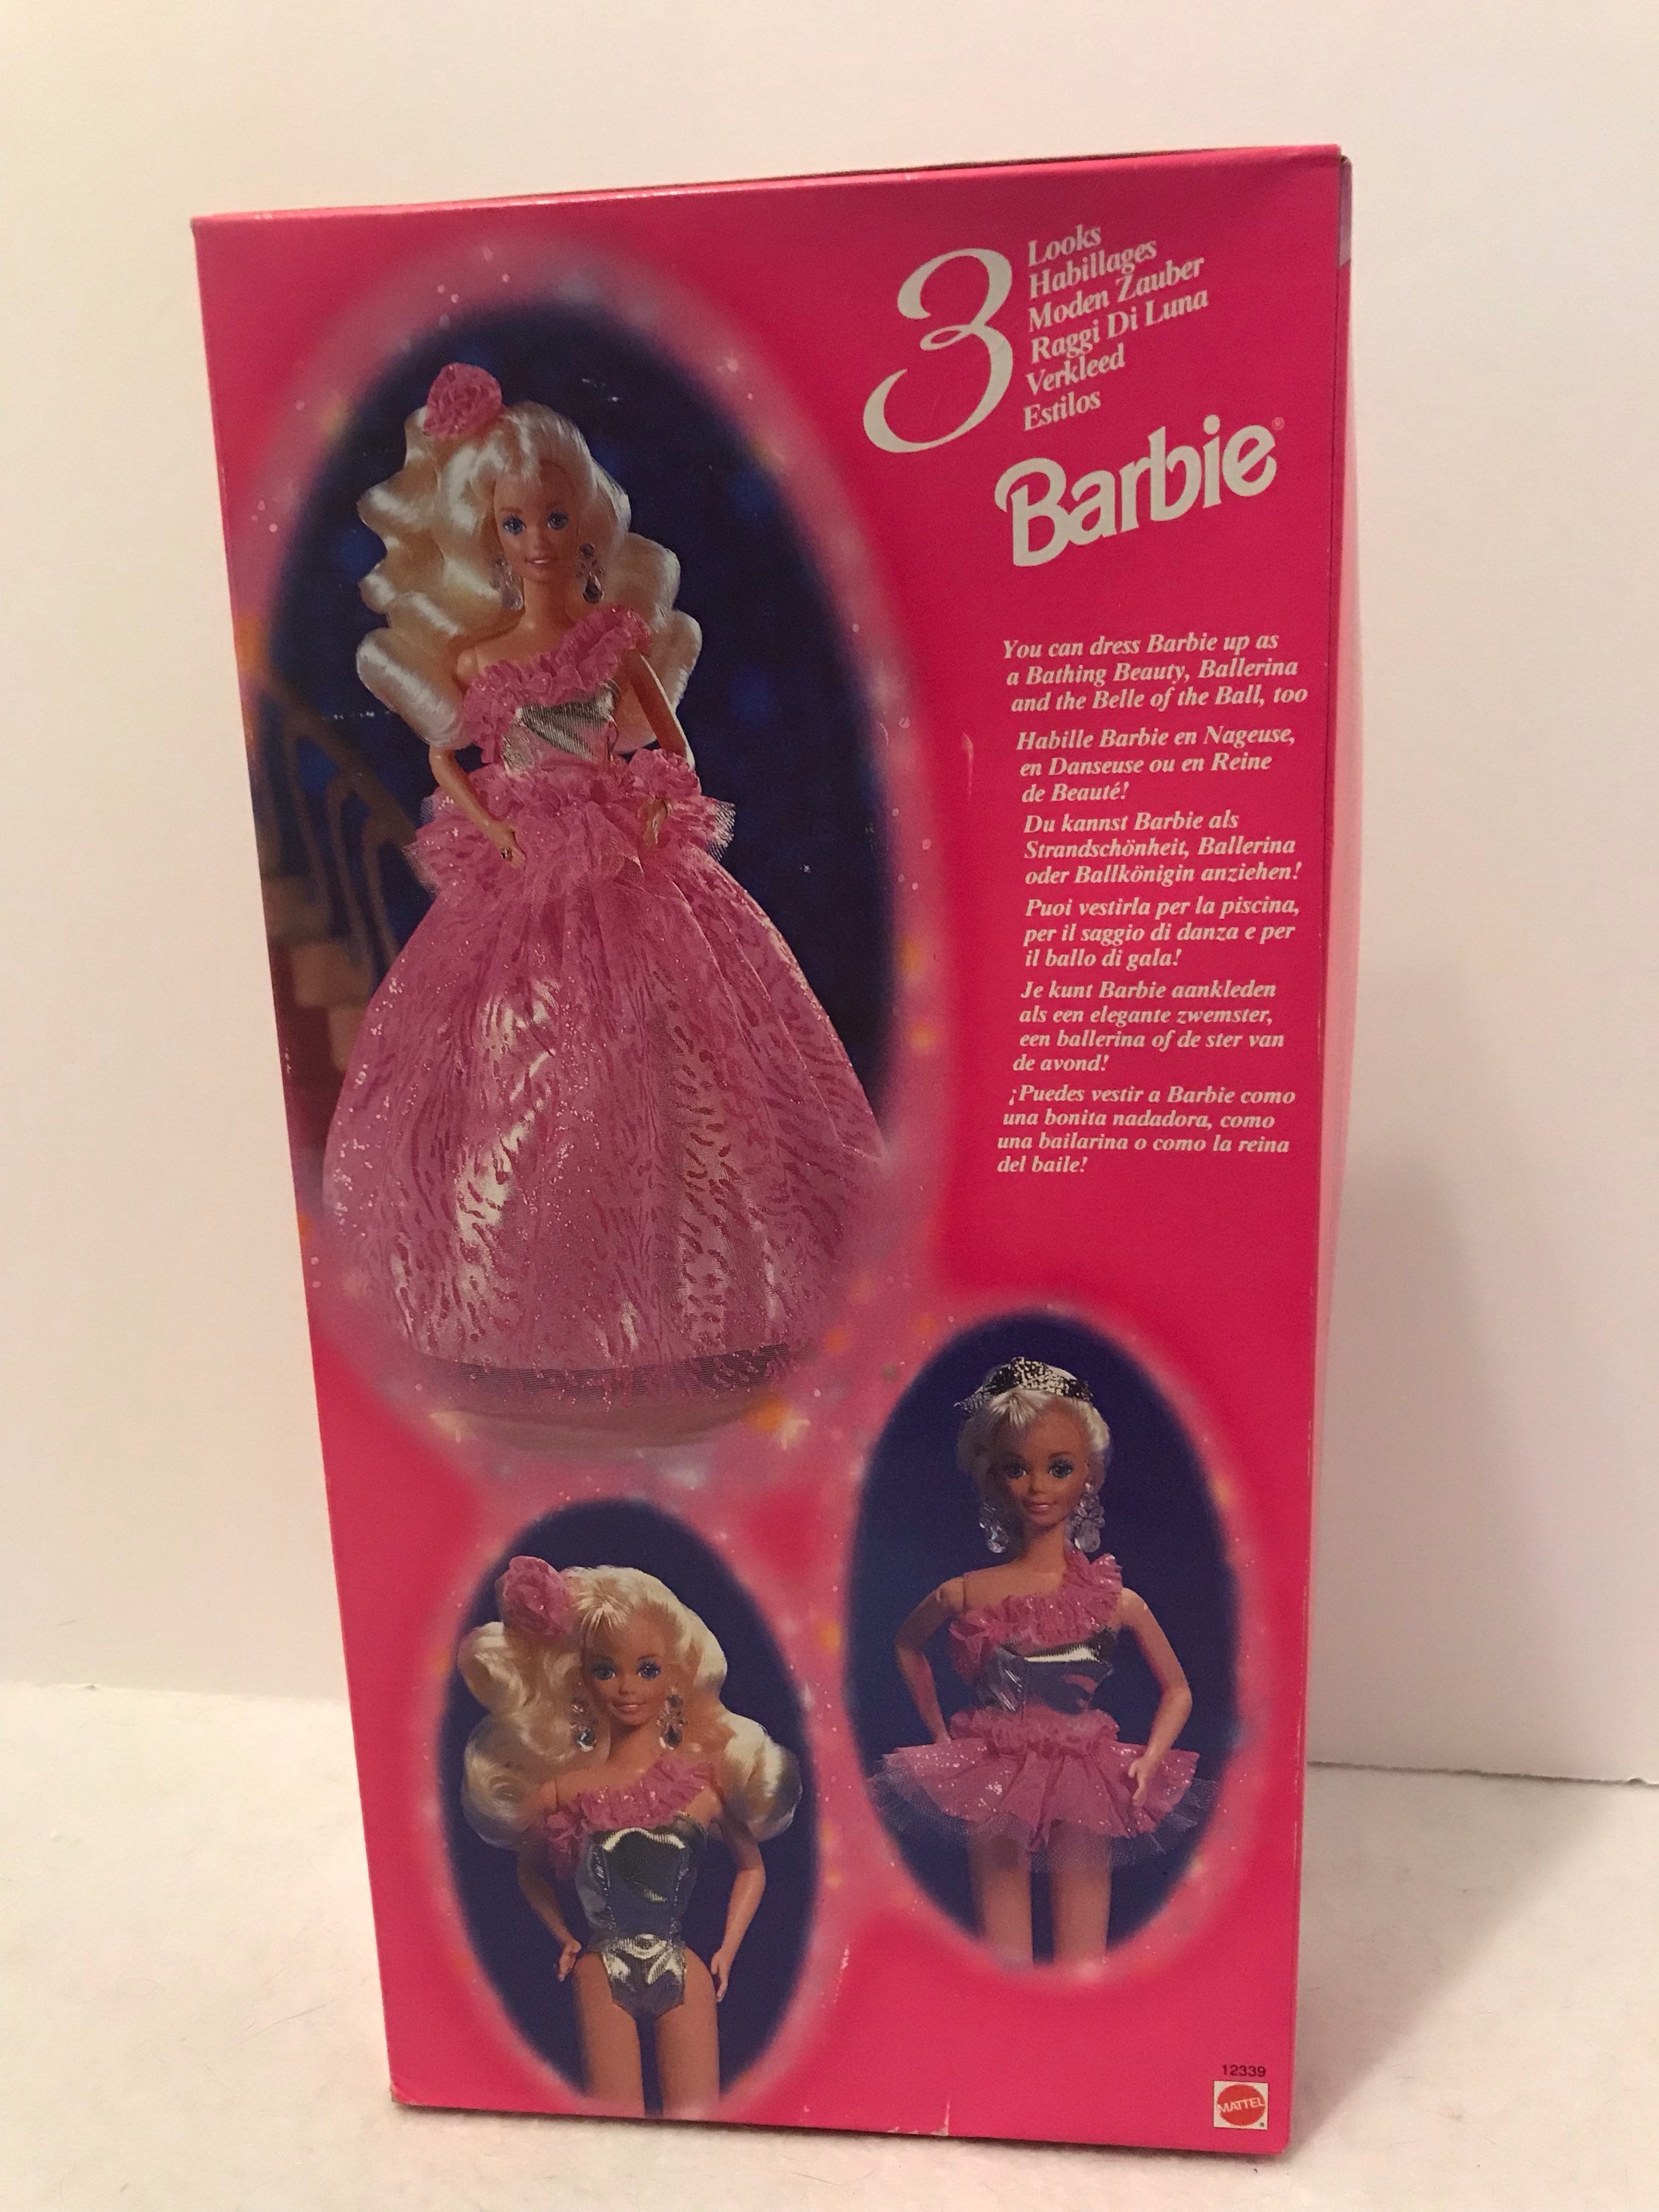 3
Looks
Habillages
Moden Zauber
Raggi Di Luna
Verkleed
Estilos
Barbie®
You can dress Barbie up as
a Bathing Beauty, Ballerina
and the Belle of the Ball, too
Habille Barbie en Nageuse,
en Danseuse ou en Reine
de Beauté!
Du kannst Barbie als
Strandschönheit, Ballerina
oder Ballkönigin anziehen!
Puoi vestirla per la piscina,
per il saggio di danza e per
il ballo di gala!
Je kunt Barbie aankleden
als een elegante zwemster,
een ballerina of de ster van
de avond!
¡Puedes vestir a Barbie como
una bonita nadadora, como
una bailarina o como la reina
del baile!
12339
MATTEL